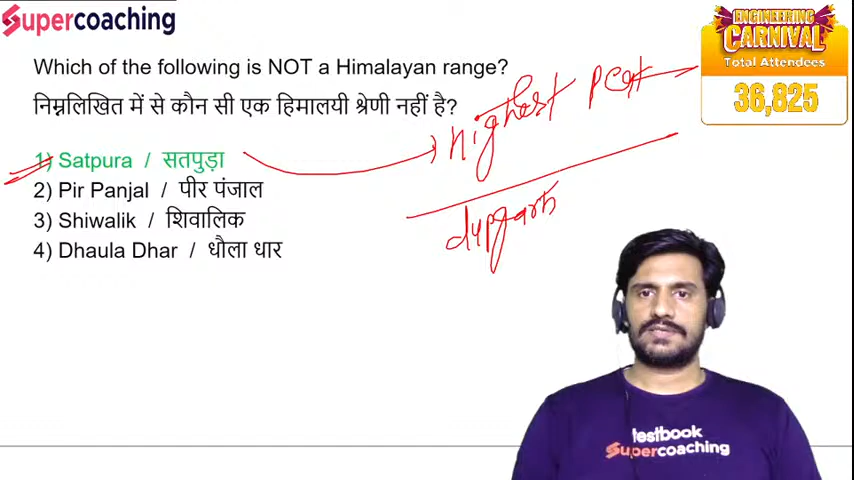 Supercoaching
ENGINEERING
CARNIVAL
Total Attendees
36,825
Which of the following is NOT a Himalayan range?
निम्नलिखित में से कौन सी एक हिमालयी श्रेणी नहीं है?
highest peak
1) Satpura / सतपुड़ा
2) Pir Panjal / पीर पंजाल
3) Shiwalik / शिवालिक
4) Dhaula Dhar / धौला धार
dupgarh
testbook
Supercoaching